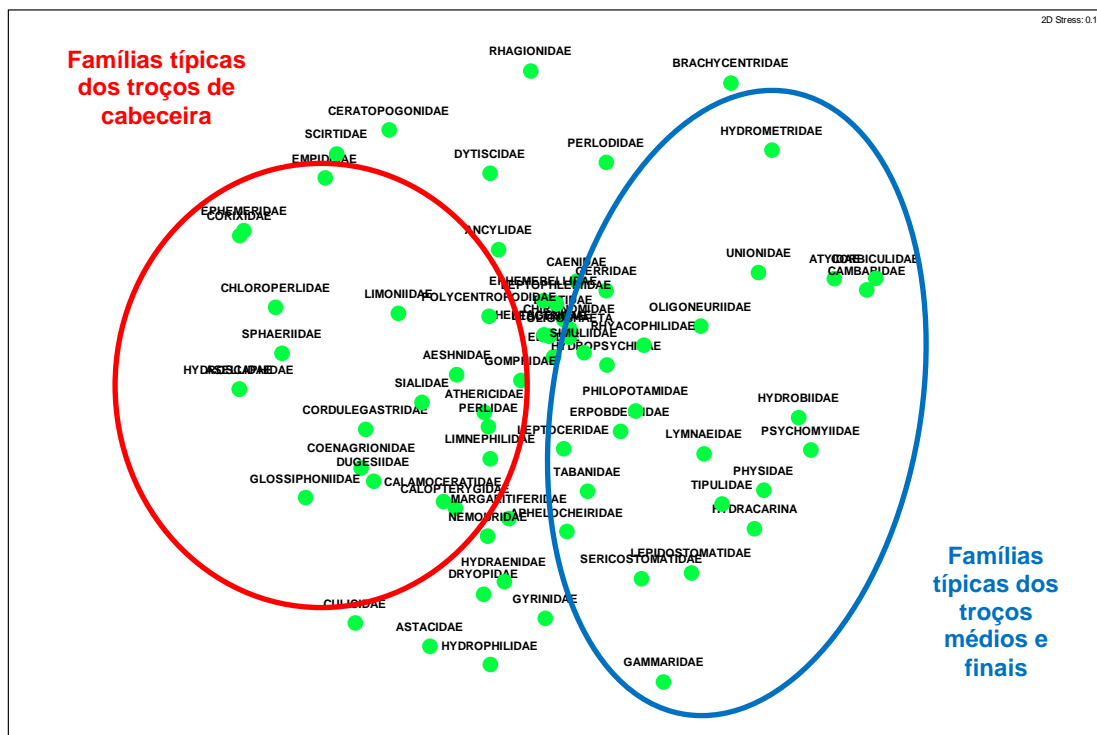 2D Stress: 0.1
RHAGIONIDAE
Famílias típicas
dos troços de
cabeceira
BRACHYCENTRIDAE
CERATOPOGONIDAE
SCIRTIDAE
HYDROMETRIDAE
PERLODIDAE
DYTISCIDAE
EPHEMERIDAE
CORIXIDAE
ANCYLIDAE
UNIONIDAE
CAENIDAE
GERRIDAE
CORBICULIDAE
CAMBARIDAE
CHLOROPERLIDAE
LIMONIIDAE
POLYCENTROPODIDAE
OLIGONEURIIDAE
RHYACOPHILIDAE
SIMULIIDAE
SPHAERIIDAE
AESHNIDAE
GOMPHIDAE
SIALIDAE
ATHERICIDAE
PERLIDAE
PHILOPOTAMIDAE
HYDROBIIDAE
CORDULEGASTRIDAE
LEPTOCERIDAE
PSYCHOMYIIDAE
LIMNEPHILIDAE
LYMNAEIDAE
COENAGRIONIDAE
DUGESIIDAE
TABANIDAE
PHYSIDAE
GLOSSIPHONIIDAE
CALAMOCERATIDAE
CALOPTERYGIDAE
TIPULIDAE
MARGARITIFERIDAE
APHELOCHEIRIDAE
HYDRACARINA
NEMOURIDAE
LEPIDOSTOMATIDAE
SERICOSTOMATIDAE
HYDRAENIDAE
DRYOPIDAE
GYRINIDAE
Famílias
típicas dos
troços
médios e
finais
CULICIDAE
ASTACIDAE
HYDROPHILIDAE
GAMMARIDAE